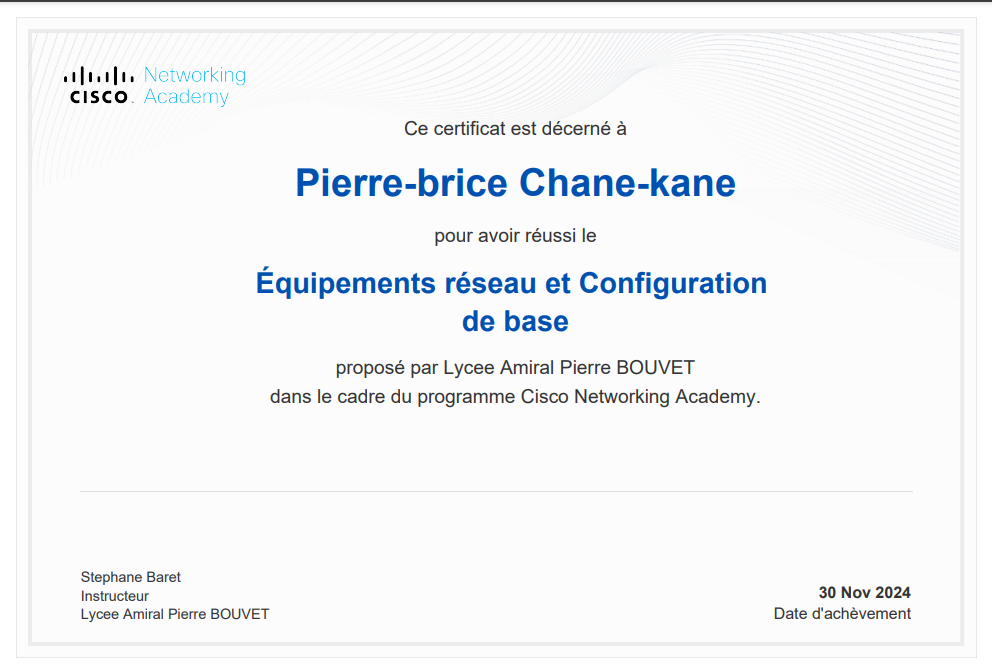 Networking
CISCO. Academy
Ce certificat est décerné à
Pierre-brice Chane-kane
pour avoir réussi le
Équipements réseau et Configuration
de base
proposé par Lycee Amiral Pierre BOUVET
dans le cadre du programme Cisco Networking Academy.
Stephane Baret
Instructeur
Lycee Amiral Pierre BOUVET
30 Nov 2024
Date d'achèvement